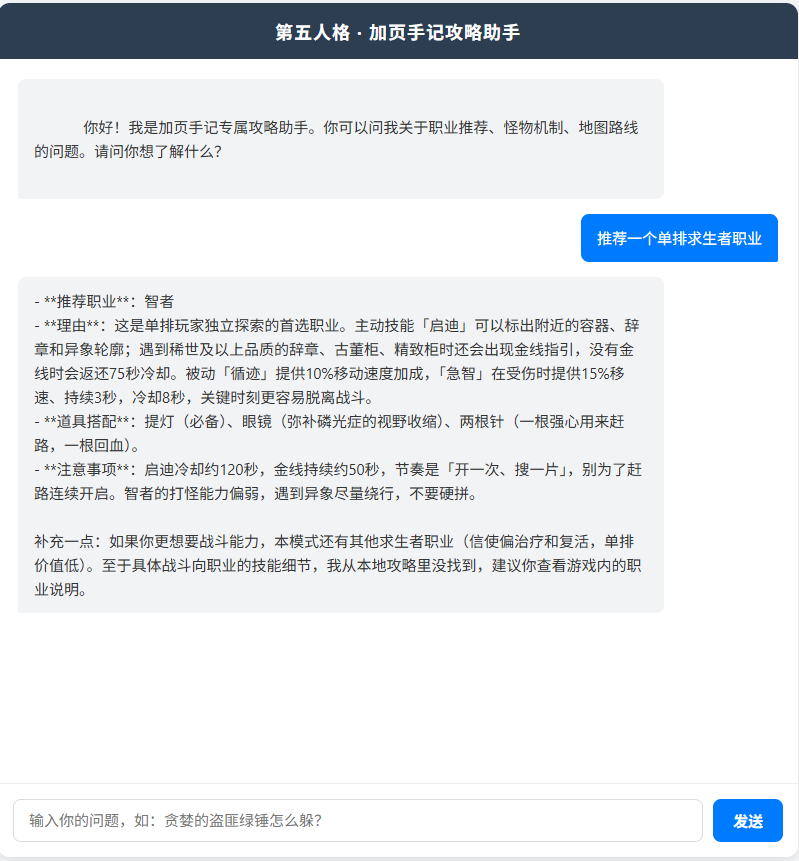 第五人格 · 加页手记攻略助手
你好！我是加页手记专属攻略助手。你可以问我关于职业推荐、怪物机制、地图路线
的问题。请问你想了解什么？
推荐一个单排求生者职业
- **推荐职业**：智者
- **理由**：这是单排玩家独立探索的首选职业。主动技能「启迪」可以标出附近的容器、辞
章和异象轮廓；遇到稀世及以上品质的辞章、古董柜、精致柜时还会出现金线指引，没有金
线时会返还75秒冷却。被动「循迹」提供10%移动速度加成，「急智」在受伤时提供15%移
速、持续3秒，冷却8秒，关键时刻更容易脱离战斗。
- **道具搭配**：提灯（必备）、眼镜（弥补磷光症的视野收缩）、两根针（一根强心用来赶
路，一根回血）。
- **注意事项**：启迪冷却约120秒，金线持续约50秒，节奏是「开一次、搜一片」，别为了赶
路连续开启。智者的打怪能力偏弱，遇到异象尽量绕行，不要硬拼。
补充一点：如果你更想要战斗能力，本模式还有其他求生者职业（信使偏治疗和复活，单排
价值低）。至于具体战斗向职业的技能细节，我从本地攻略里没找到，建议你查看游戏内的职
业说明。
输入你的问题，如：贪婪的盗匪绿锤怎么躲？
发送